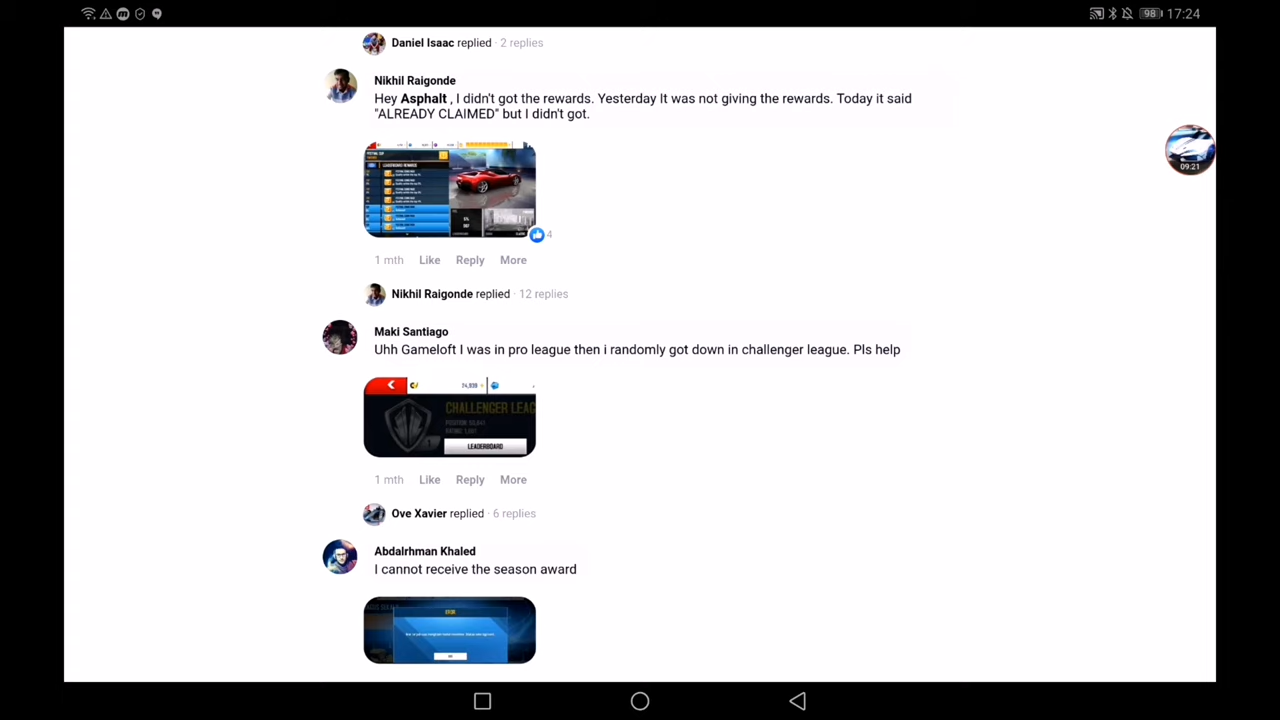 98 17:24
Daniel Isaac replied · 2 replies
Nikhil Raigonde
Hey Asphalt , I didn't got the rewards. Yesterday It was not giving the rewards. Today it said
"ALREADY CLAIMED" but I didn't got.
LEADERBOARD REWARDS
4
1 mth Like Reply More
Nikhil Raigonde replied · 12 replies
Maki Santiago
Uhh Gameloft I was in pro league then i randomly got down in challenger league. Pls help
CHALLENGER LEAG
LEADERBOARD
1 mth Like Reply More
Ove Xavier replied · 6 replies
Abdalrhman Khaled
I cannot receive the season award
09:21